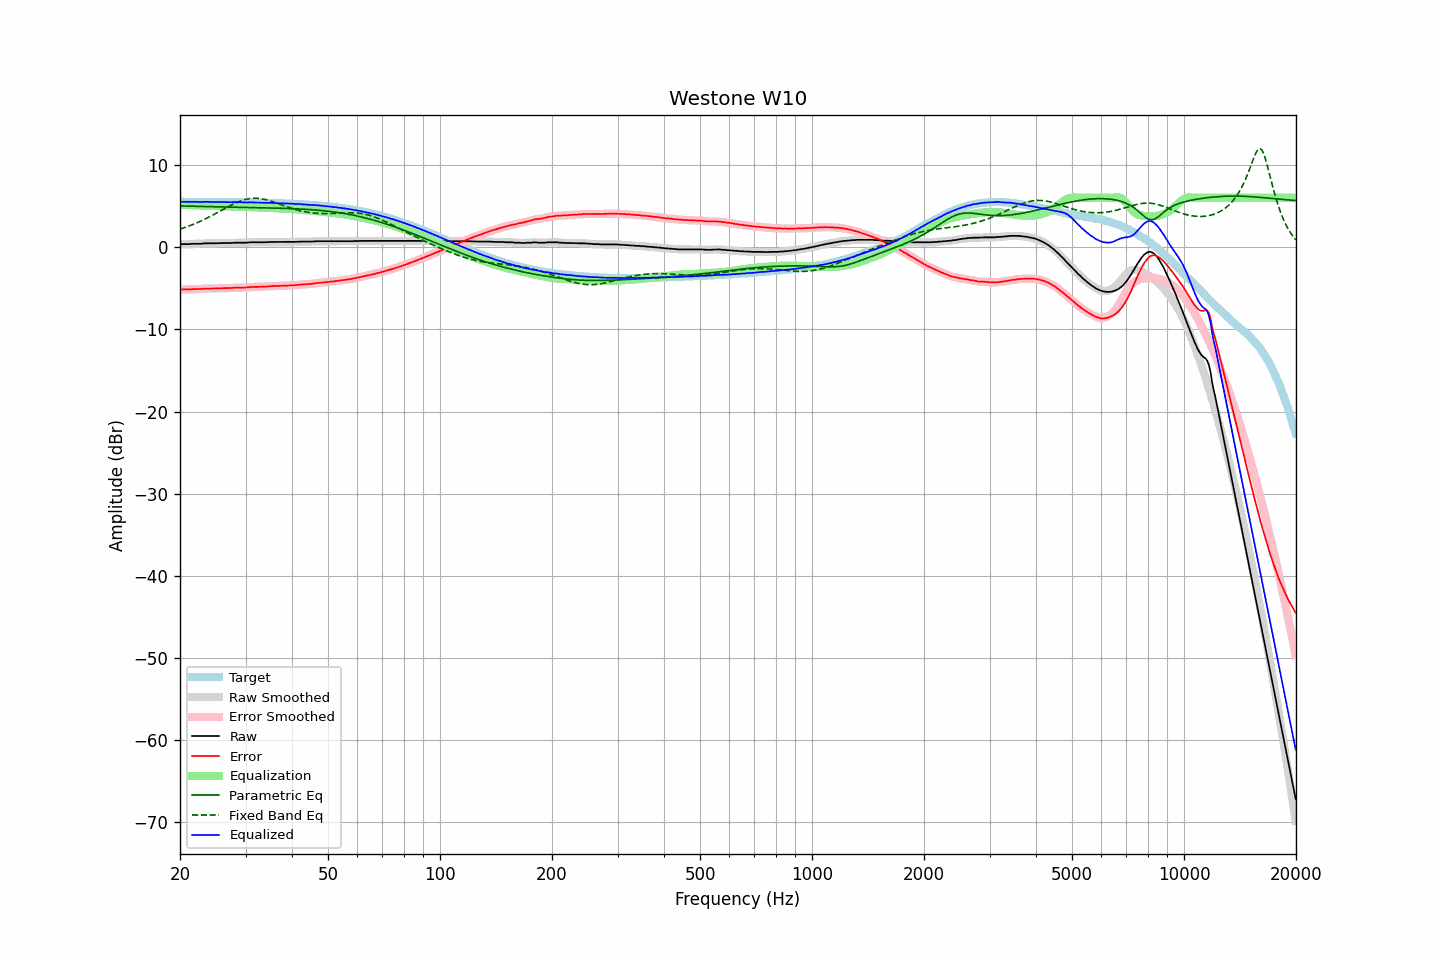 Westone W10
Amplitude (dBr)
10
0
−10
−20
−30
−40
−50
−60
−70
Target
Raw Smoothed
Error Smoothed
Raw
Error
Equalization
Parametric Eq
Fixed Band Eq
Equalized
20 50 100 200 500 1000 2000 5000 10000 20000
Frequency (Hz)